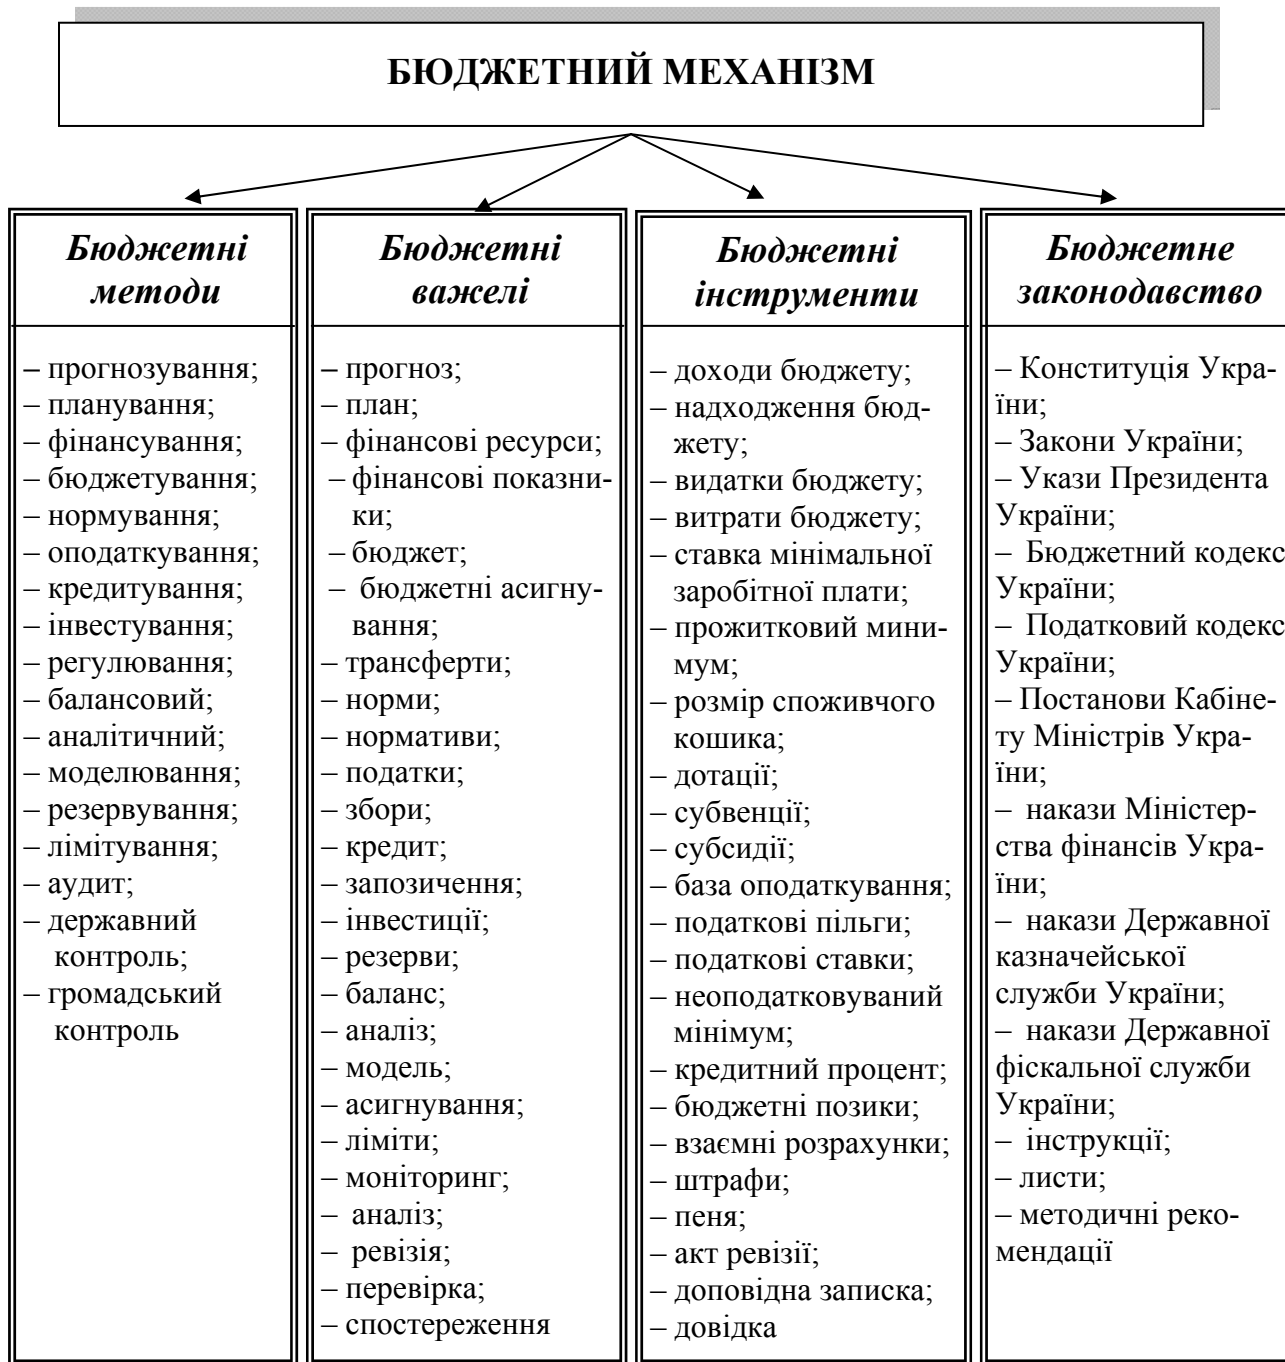 БЮДЖЕТНИЙ МЕХАНІЗМ
Бюджетні
методи
– прогнозування;
– планування;
– фінансування;
– бюджетування;
– нормування;
– оподаткування;
– кредитування;
– інвестування;
– регулювання;
– балансовий;
– аналітичний;
– моделювання;
– резервування;
– лімітування;
– аудит;
– державний
контроль;
– громадський
контроль
Бюджетні
важелі
– прогноз;
– план;
– фінансові ресурси;
– фінансові показни-
ки;
– бюджет;
– бюджетні асигну-
вання;
– трансферти;
– норми;
– нормативи;
– податки;
– збори;
– кредит;
– запозичення;
– інвестиції;
– резерви;
– баланс;
– аналіз;
– модель;
– асигнування;
– ліміти;
– моніторинг;
– аналіз;
– ревізія;
– перевірка;
– спостереження
Бюджетні
інструменти
– доходи бюджету;
– надходження бюд-
жету;
– видатки бюджету;
– витрати бюджету;
– ставка мінімальної
заробітної плати;
– прожитковий мини-
мум;
– розмір споживчого
кошика;
– дотації;
– субвенції;
– субсидії;
– база оподаткування;
– податкові пільги;
– податкові ставки;
– неоподатковуваний
мінімум;
– кредитний процент;
– бюджетні позики;
– взаємні розрахунки;
– штрафи;
– пеня;
– акт ревізії;
– доповідна записка;
– довідка
Бюджетне
законодавство
– Конституція Укра-
їни;
– Закони України;
– Укази Президента
України;
– Бюджетний кодекс
України;
– Податковий кодекс
України;
– Постанови Кабіне-
ту Міністрів Укра-
їни;
– накази Міністер-
ства фінансів Укра-
їни;
– накази Державної
казначейської
служби України;
– накази Державної
фіскальної служби
України;
– інструкції;
– листи;
– методичні реко-
мендації